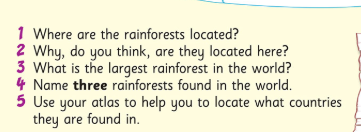 1 Where are the rainforests located?
2 Why, do you think, are they located here?
3 What is the largest rainforest in the world?
4 Name three rainforests found in the world.
5 Use your atlas to help you to locate what countries
they are found in.